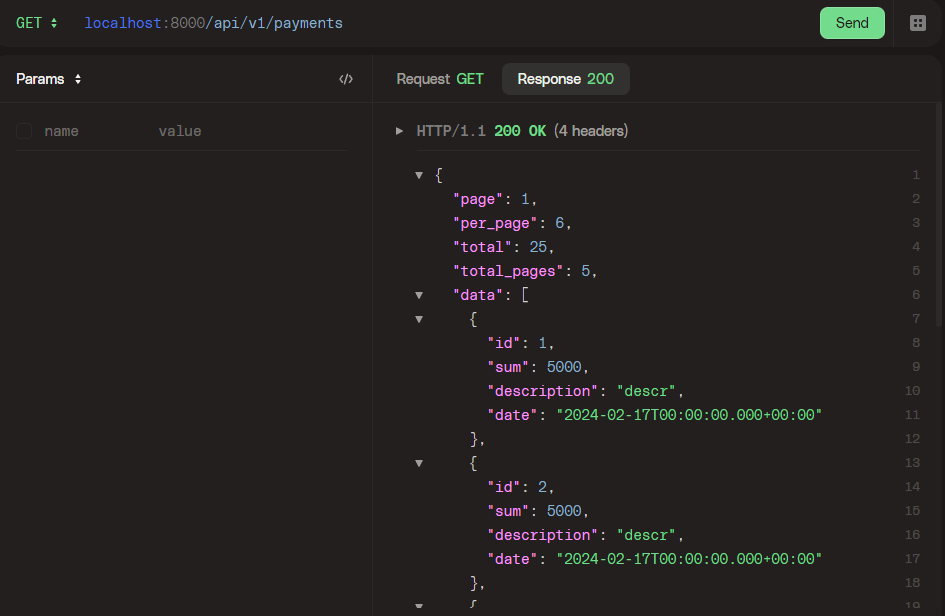 GET localhost:8000/api/v1/payments Send
Params </> Request GET Response 200
name value
HTTP/1.1 200 OK (4 headers)
{ 1
"page": 1, 2
"per_page": 6, 3
"total": 25, 4
"total_pages": 5, 5
"data": [ 6
{ 7
"id": 1, 8
"sum": 5000, 9
"description": "descr", 10
"date": "2024-02-17T00:00:00.000+00:00" 11
}, 12
{ 13
"id": 2, 14
"sum": 5000, 15
"description": "descr", 16
"date": "2024-02-17T00:00:00.000+00:00" 17
}, 18
{ 19